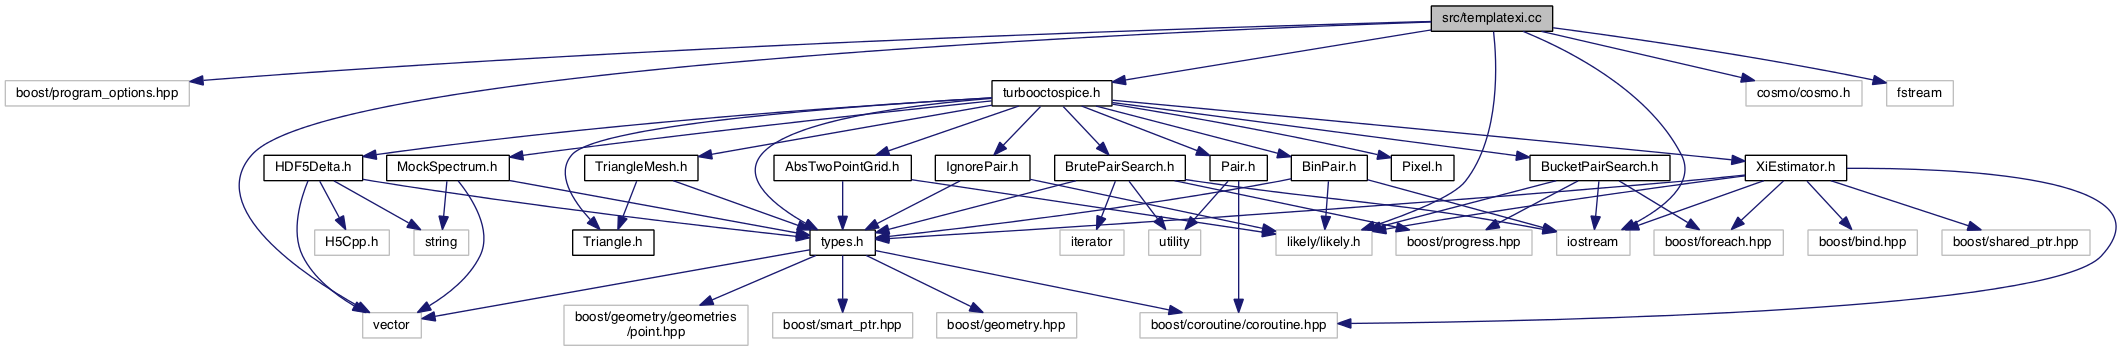 src/templatexi.cc
boost/program_options.hpp
turbooctospice.h
cosmo/cosmo.h
fstream
HDF5Delta.h
MockSpectrum.h
TriangleMesh.h
AbsTwoPointGrid.h
IgnorePair.h
BrutePairSearch.h
Pair.h
BinPair.h
Pixel.h
BucketPairSearch.h
XiEstimator.h
H5Cpp.h
string
Triangle.h
types.h
iterator
utility
likely/likely.h
boost/progress.hpp
iostream
boost/foreach.hpp
boost/bind.hpp
boost/shared_ptr.hpp
vector
boost/geometry/geometries
/point.hpp
boost/smart_ptr.hpp
boost/geometry.hpp
boost/coroutine/coroutine.hpp